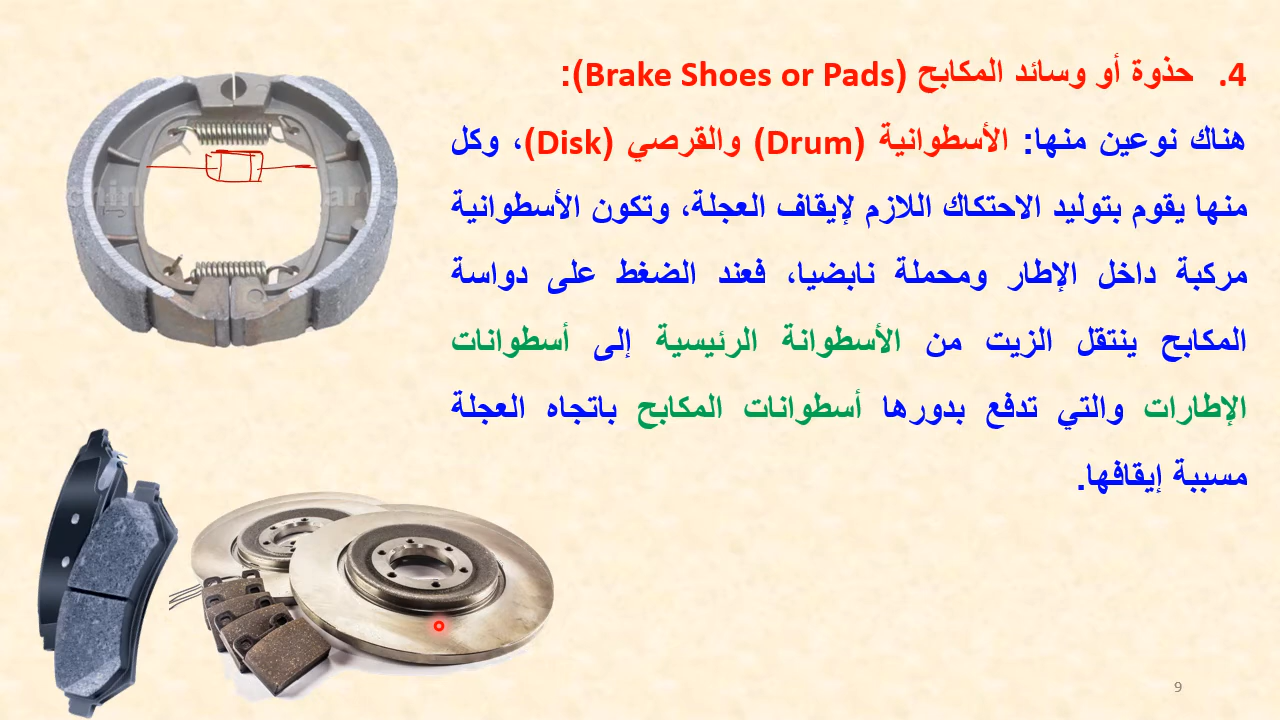 4. حذوة أو وسائد المكابح (Brake Shoes or Pads):
هناك نوعين منها: الأسطوانية (Drum) والقرصي (Disk)، وكل
منها يقوم بتوليد الاحتكاك اللازم لإيقاف العجلة، وتكون الأسطوانية
مركبة داخل الإطار ومحملة نابضيا، فعند الضغط على دواسة
المكابح ينتقل الزيت من الأسطوانة الرئيسية إلى أسطوانات
الإطارات والتي تدفع بدورها أسطوانات المكابح باتجاه العجلة
مسببة إيقافها.
9